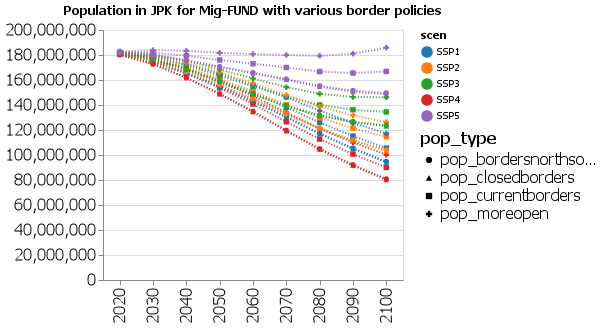 Population in JPK for Mig-FUND with various border policies
200,000,000
180,000,000
160,000,000
140,000,000
120,000,000
100,000,000
80,000,000
60,000,000
40,000,000
20,000,000
0
2020
2030
2040
2050
2060
2070
2080
2090
2100
scen
SSP1
SSP2
SSP3
SSP4
SSP5
pop_type
pop_bordersnorthso...
pop_closedborders
pop_currentborders
pop_moreopen